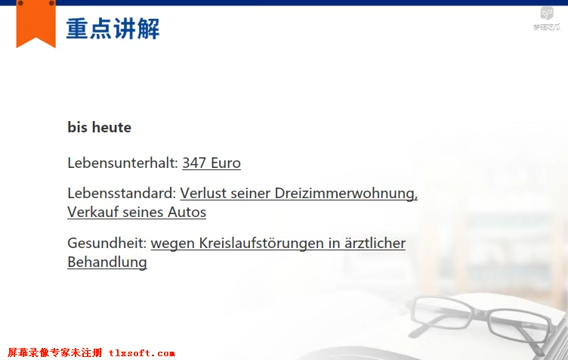 重点讲解
bis heute
Lebensunterhalt: 347 Euro
Lebensstandard: Verlust seiner Dreizimmerwohnung,
Verkauf seines Autos
Gesundheit: wegen Kreislaufstörungen in ärztlicher
Behandlung
屏幕录像专家未注册 tlxsoft.com